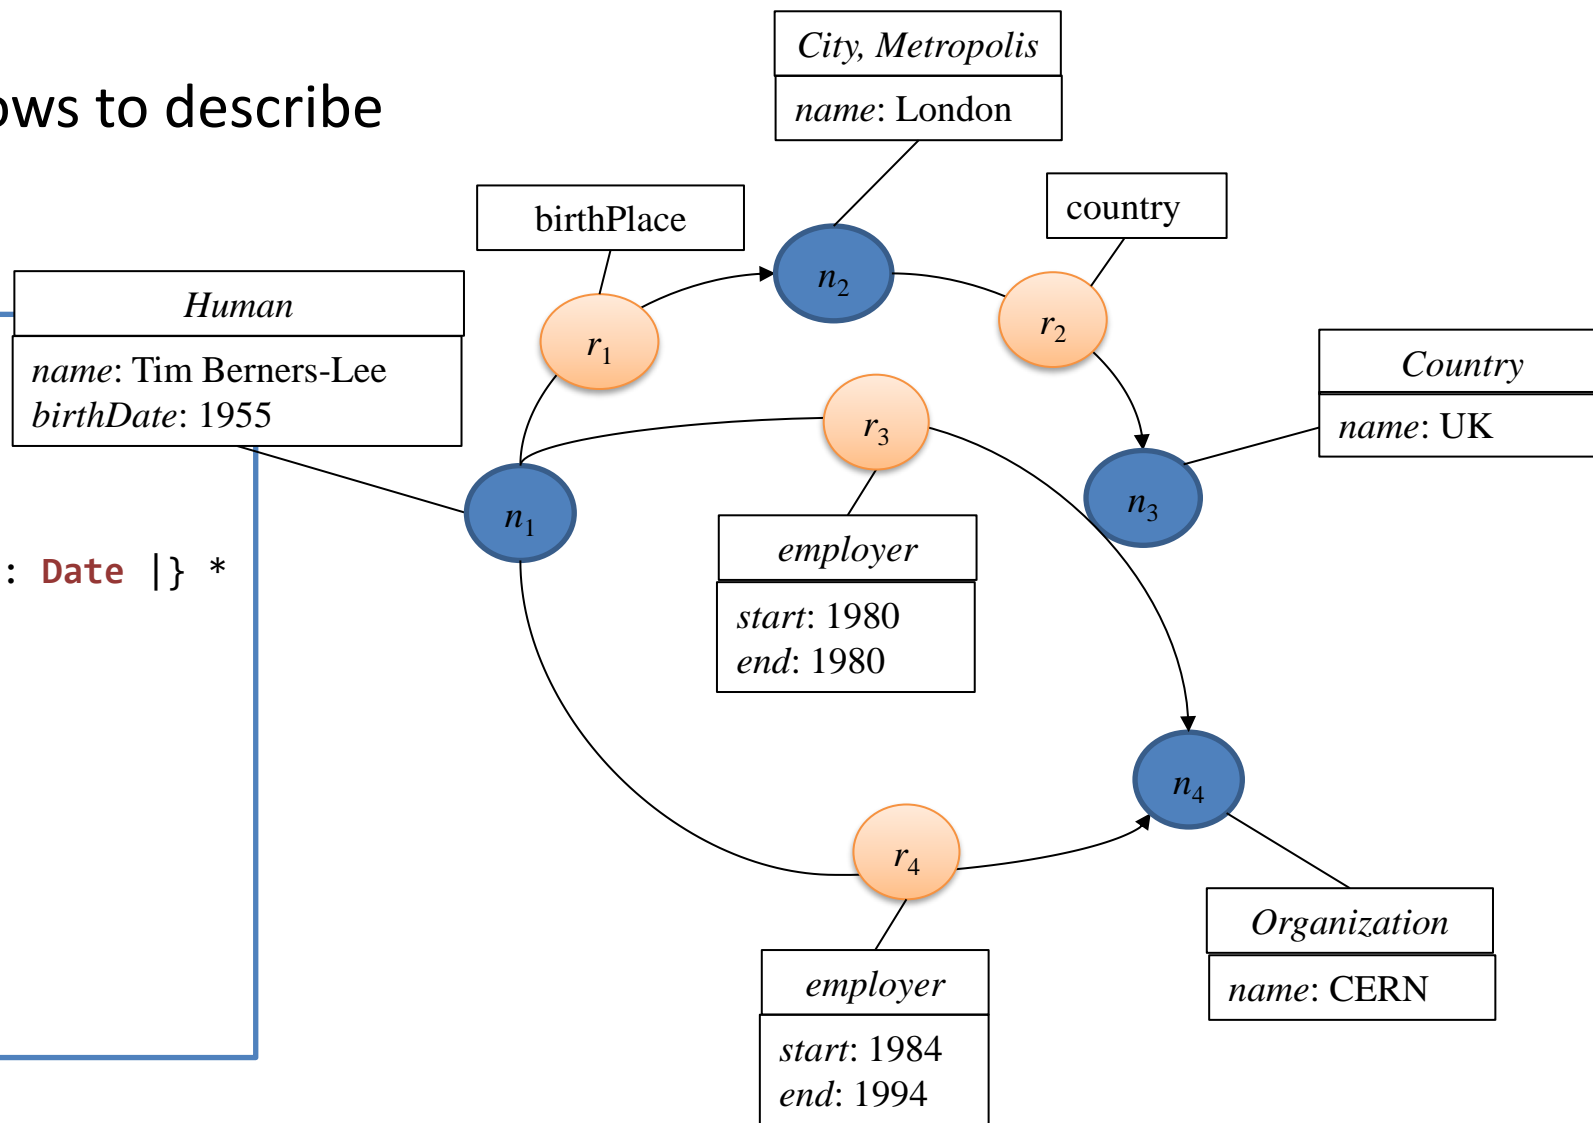 ows to describe
City, Metropolis
name: London
birthPlace
country
n2
r1
r2
Human
name: Tim Berners-Lee
birthDate: 1955
Country
name: UK
r3
n1
n3
employer
start: 1980
end: 1980
: Date |} *
n4
r4
Organization
name: CERN
employer
start: 1984
end: 1994